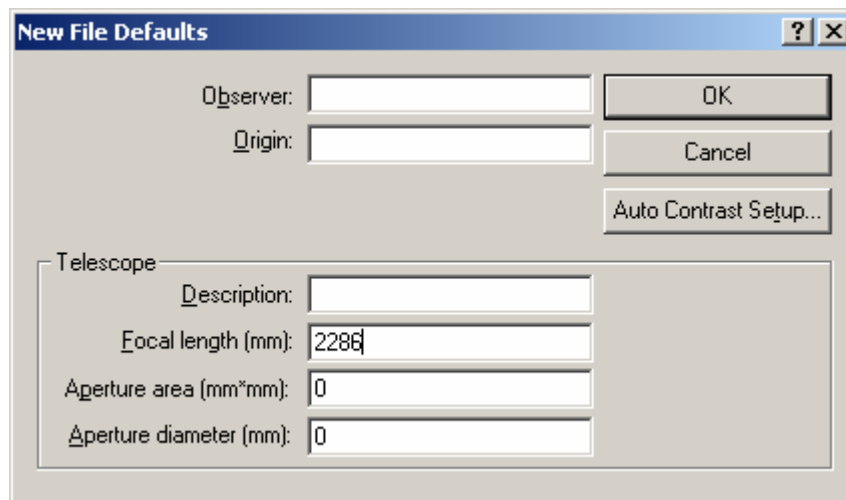 New File Defaults
Observer:
OK
Origin:
Cancel
Auto Contrast Setup...
Telescope
Description:
Focal length (mm): 2286
Aperture area (mm*mm): 0
Aperture diameter (mm): 0